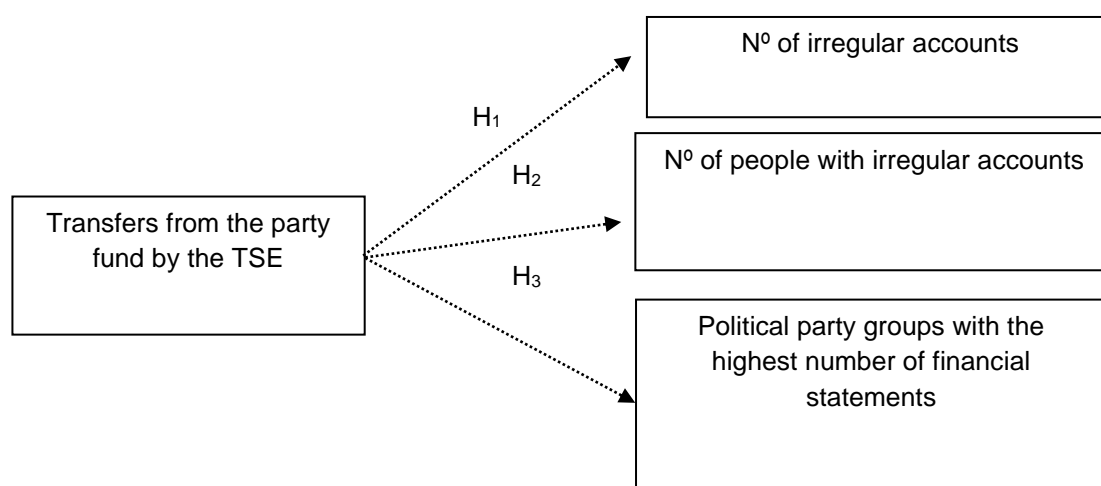 Nº of irregular accounts
H₁
Nº of people with irregular accounts
H₂
Transfers from the party
fund by the TSE
H₃
Political party groups with the
highest number of financial
statements